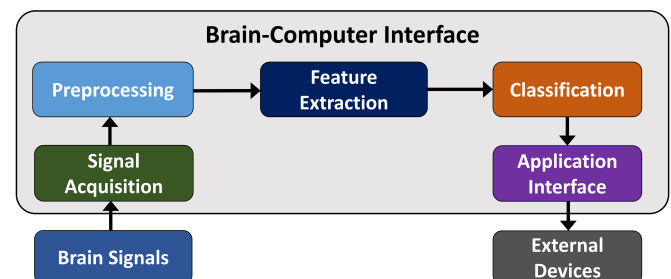 Brain-Computer Interface
Preprocessing
Feature
Extraction
Classification
Signal
Acquisition
Application
Interface
Brain Signals
External
Devices